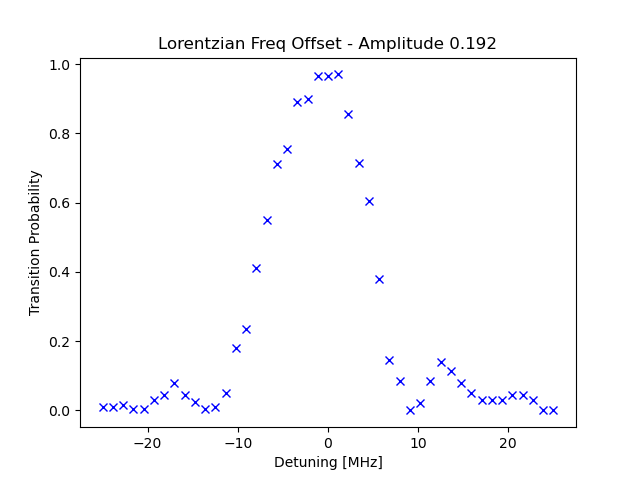 Lorentzian Freq Offset - Amplitude 0.192
Transition Probability
1.0
0.8
0.6
0.4
0.2
0.0
−20 −10 0 10 20
Detuning [MHz]